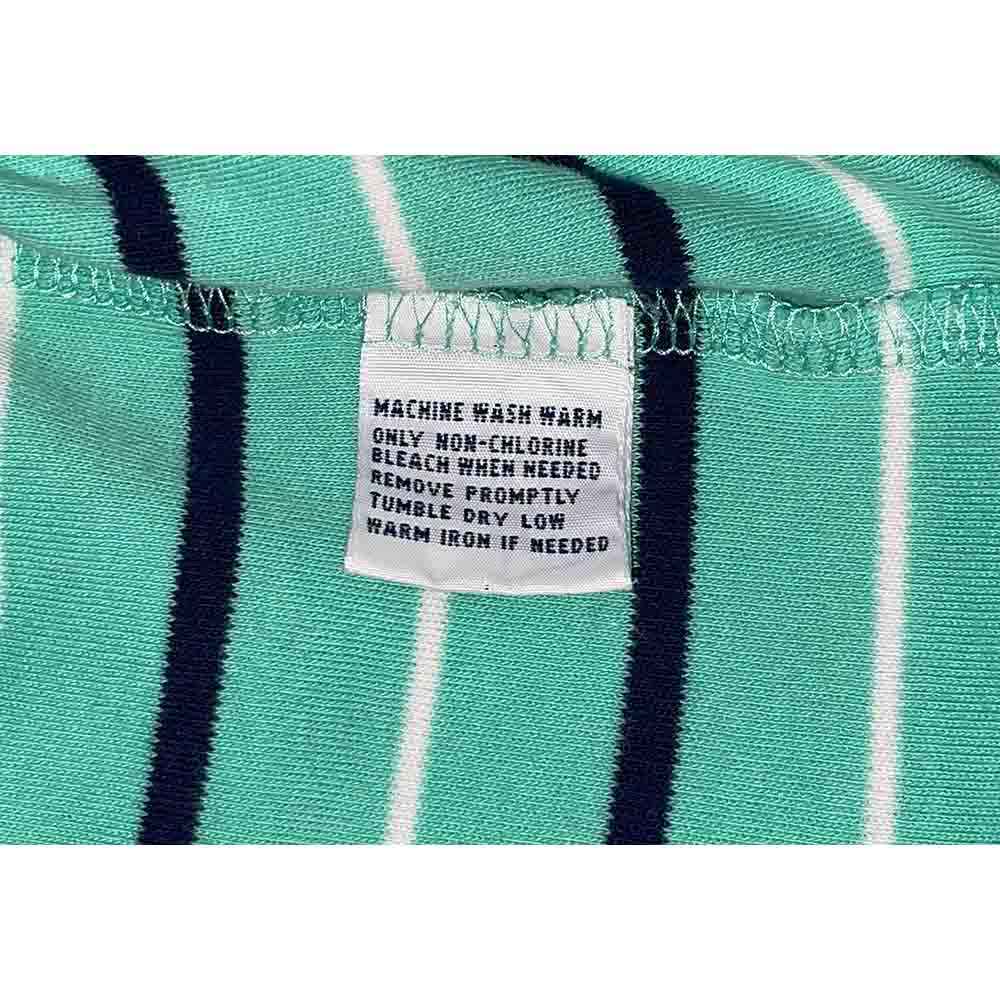 MACHINE WASH WARM
ONLY NON-CHLORINE
BLEACH WHEN NEEDED
REMOVE PROMPTLY
TUMBLE DRY LOW
WARM IRON IF NEEDED